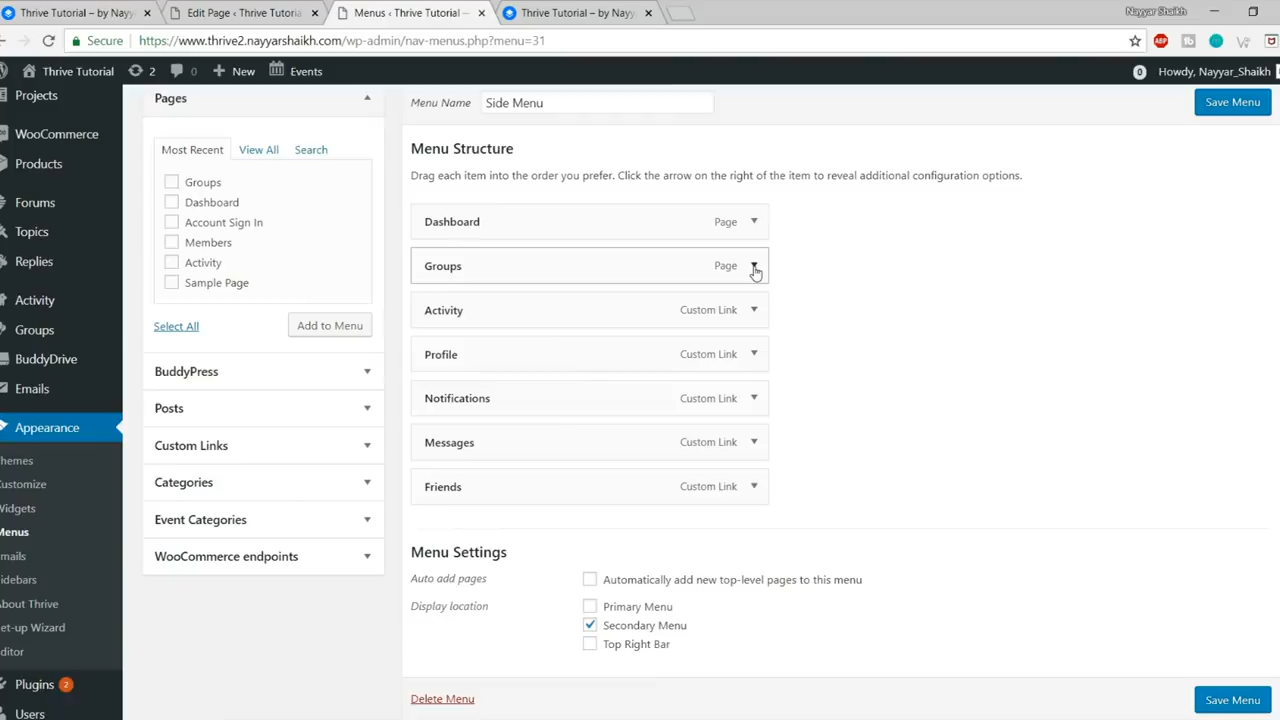 Thrive Tutorial – by Nayy
Edit Page ‹ Thrive Tutoria
Menus ‹ Thrive Tutorial —
Thrive Tutorial – by Nayy
Nayyar Shaikh
Secure
https://www.thrive2.nayyarshaikh.com/wp-admin/nav-menus.php?menu=31
ABP
Thrive Tutorial
2
0
New
Events
0
Howdy, Nayyar_Shaikh
Projects
WooCommerce
Products
Forums
Topics
Replies
Activity
Groups
BuddyDrive
Emails
Appearance
hemes
ustomize
Widgets
Menus
mails
idebars
bout Thrive
et-up Wizard
ditor
Plugins 2
Users
Pages
Most Recent
View All
Search
Groups
Dashboard
Account Sign In
Members
Activity
Sample Page
Select All
Add to Menu
BuddyPress
Posts
Custom Links
Categories
Event Categories
WooCommerce endpoints
Menu Name
Side Menu
Save Menu
Menu Structure
Drag each item into the order you prefer. Click the arrow on the right of the item to reveal additional configuration options.
Dashboard Page
Groups Page
Activity Custom Link
Profile Custom Link
Notifications Custom Link
Messages Custom Link
Friends Custom Link
Menu Settings
Auto add pages
Automatically add new top-level pages to this menu
Display location
Primary Menu
Secondary Menu
Top Right Bar
Delete Menu
Save Menu